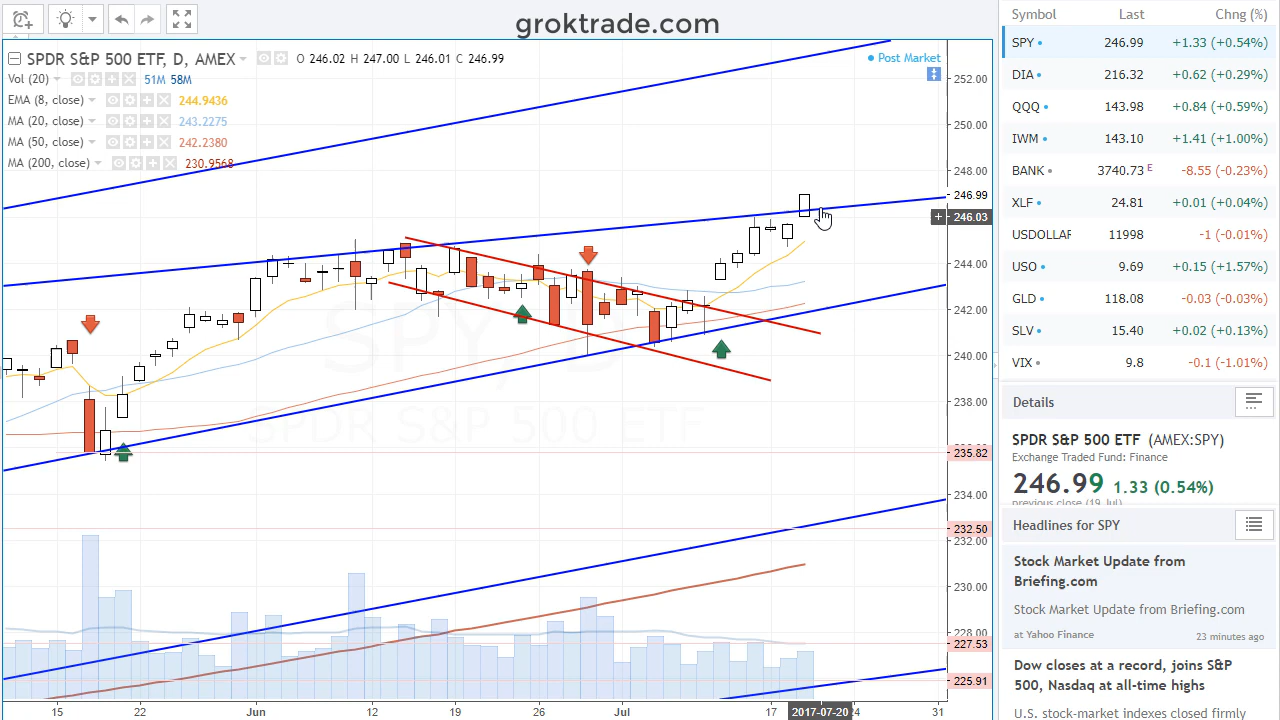 groktrade.com
SPDR S&P 500 ETF, D, AMEX O 246.02 H 247.00 L 246.01 C 246.99
Post Market
Vol (20) 51M 58M
EMA (8, close) 244.9436
MA (20, close) 243.2275
MA (50, close) 242.2380
MA (200, close) 230.9568
SPY, D
SPDR S&P 500 ETF
252.00
250.00
248.00
246.99
246.03
244.00
242.00
240.00
238.00
235.82
234.00
232.50
232.00
230.00
228.00
227.53
225.91
15 22 Jun 12 19 26 Jul 17 2017-07-20 24 31
Symbol Last Chng (%)
SPY 246.99 +1.33 (+0.54%)
DIA 216.32 +0.62 (+0.29%)
QQQ 143.98 +0.84 (+0.59%)
IWM 143.10 +1.41 (+1.00%)
BANK 3740.73 E -8.55 (-0.23%)
XLF 24.81 +0.01 (+0.04%)
USDOLLAR 11998 -1 (-0.01%)
USO 9.69 +0.15 (+1.57%)
GLD 118.08 -0.03 (-0.03%)
SLV 15.40 +0.02 (+0.13%)
VIX 9.8 -0.1 (-1.01%)
Details
SPDR S&P 500 ETF (AMEX:SPY)
Exchange Traded Fund: Finance
246.99 1.33 (0.54%)
previous close (19 Jul)
Headlines for SPY
Stock Market Update from
Briefing.com
Stock Market Update from Briefing.com
at Yahoo Finance 23 minutes ago
Dow closes at a record, joins S&P
500, Nasdaq at all-time highs
U.S. stock-market indexes closed firmly